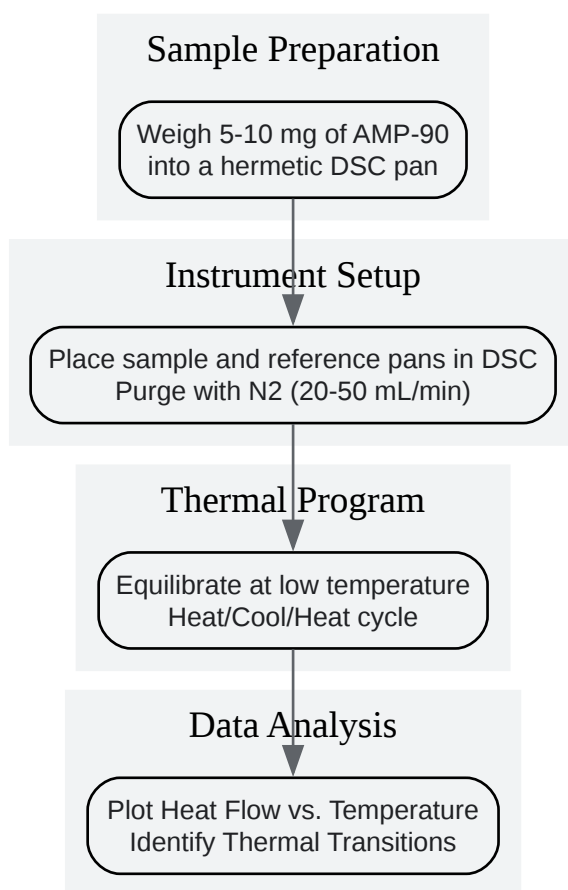 Sample Preparation
Weigh 5-10 mg of AMP-90
into a hermetic DSC pan
Instrument Setup
Place sample and reference pans in DSC
Purge with N2 (20-50 mL/min)
Thermal Program
Equilibrate at low temperature
Heat/Cool/Heat cycle
Data Analysis
Plot Heat Flow vs. Temperature
Identify Thermal Transitions